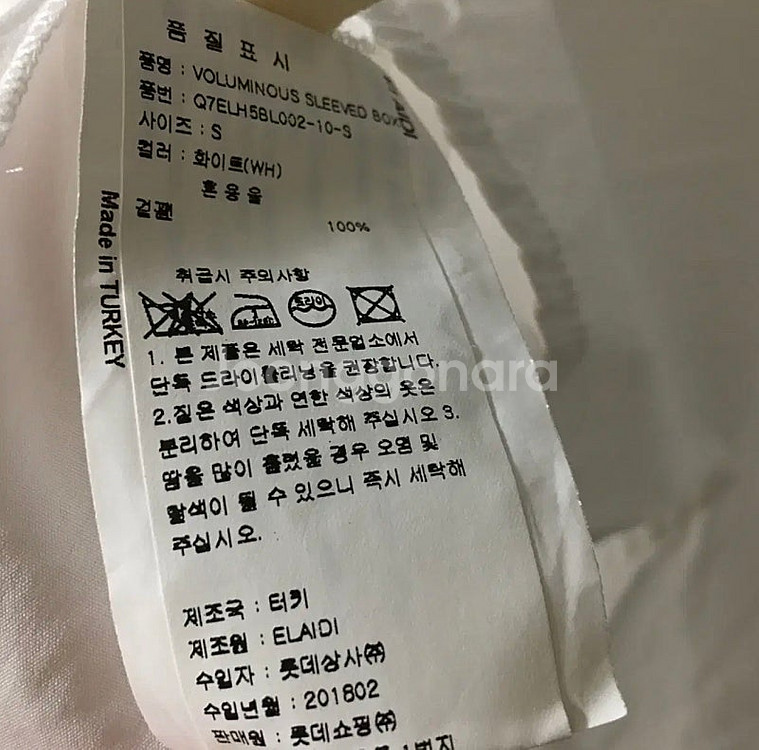 품 질 표 시
품명 : VOLUMINOUS SLEEVED BOX
품번 : Q7ELH5BL002-10-S
사이즈 : S
컬러 : 화이트(WH)
혼용율
겉감
100%
Made in TURKEY
취급시 주의사항
드라이
1. 본 제품은 세탁 전문업소에서
단독 드라이클리닝을 권장합니다.
2.짙은 색상과 연한 색상의 옷은
분리하여 단독 세탁해 주십시오 3.
땀을 많이 흘렸을 경우 오염 및
탈색이 될 수 있으니 즉시 세탁해
주십시오.
제조국 : 터키
제조원 : ELAIDI
수입자 : 롯데상사㈜
수입년월 : 201802
판매원 : 롯데쇼핑㈜